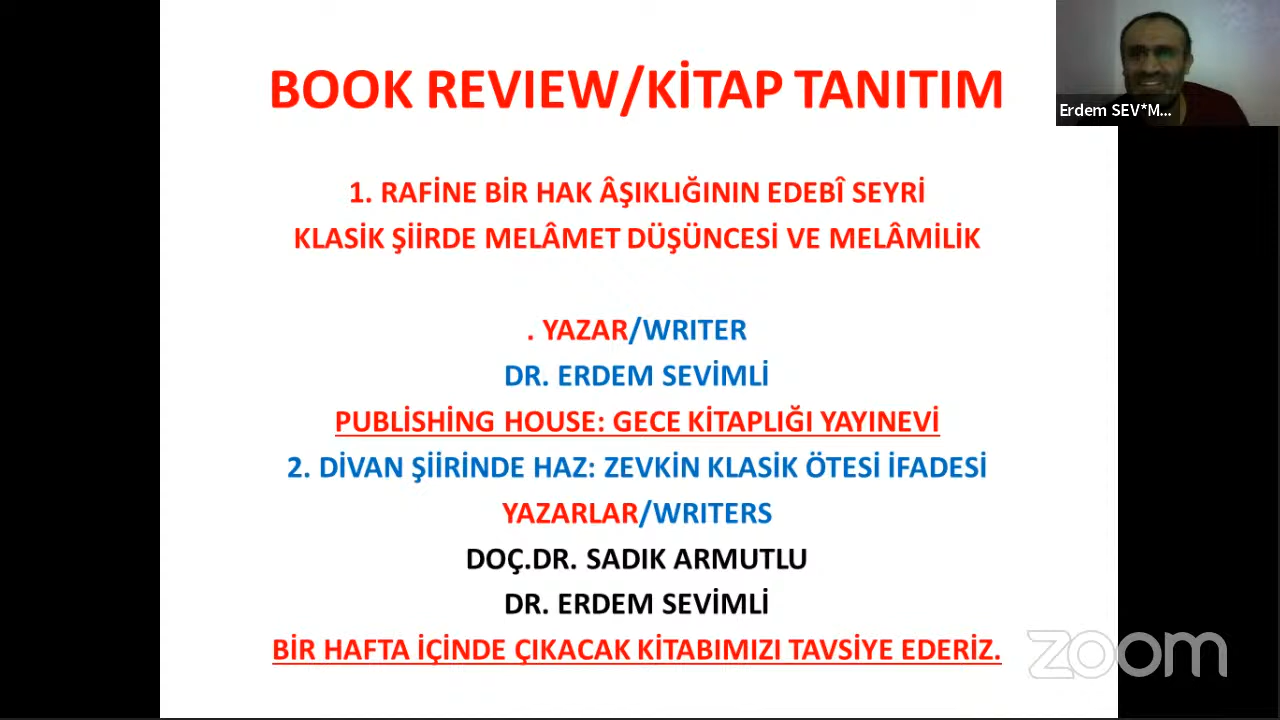 BOOK REVIEW/KİTAP TANITIM
Erdem SEV*M...
1. RAFİNE BİR HAK ÂŞIKLIĞININ EDEBÎ SEYRİ
KLASİK ŞİİRDE MELÂMET DÜŞÜNCESİ VE MELÂMİLİK
. YAZAR/WRITER
DR. ERDEM SEVİMLİ
PUBLİSHİNG HOUSE: GECE KİTAPLIĞI YAYINEVİ
2. DİVAN ŞİİRİNDE HAZ: ZEVKİN KLASİK ÖTESİ İFADESİ
YAZARLAR/WRITERS
DOÇ.DR. SADIK ARMUTLU
DR. ERDEM SEVİMLİ
BİR HAFTA İÇİNDE ÇIKACAK KİTABIMIZI TAVSİYE EDERİZ.
zoom